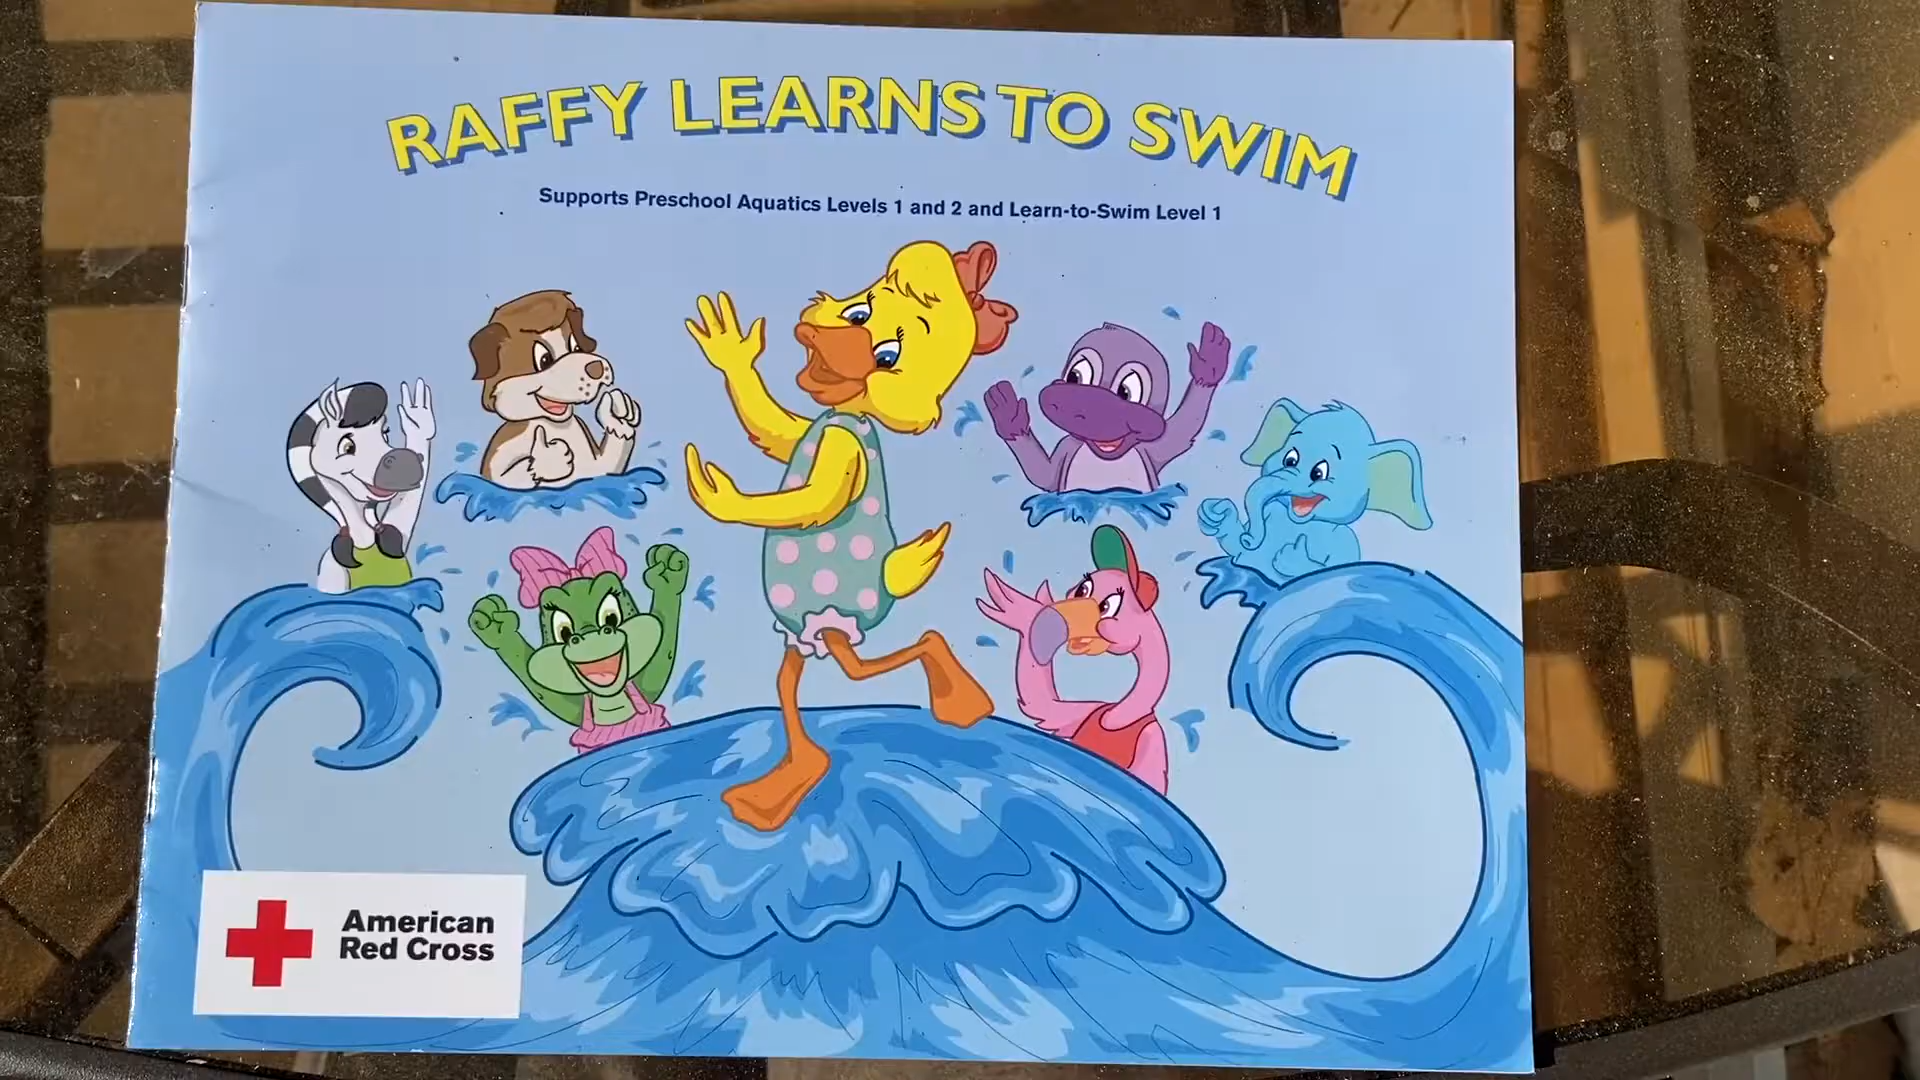 RAFFY LEARNS TO SWIM
Supports Preschool Aquatics Levels 1 and 2 and Learn-to-Swim Level 1
American
Red Cross